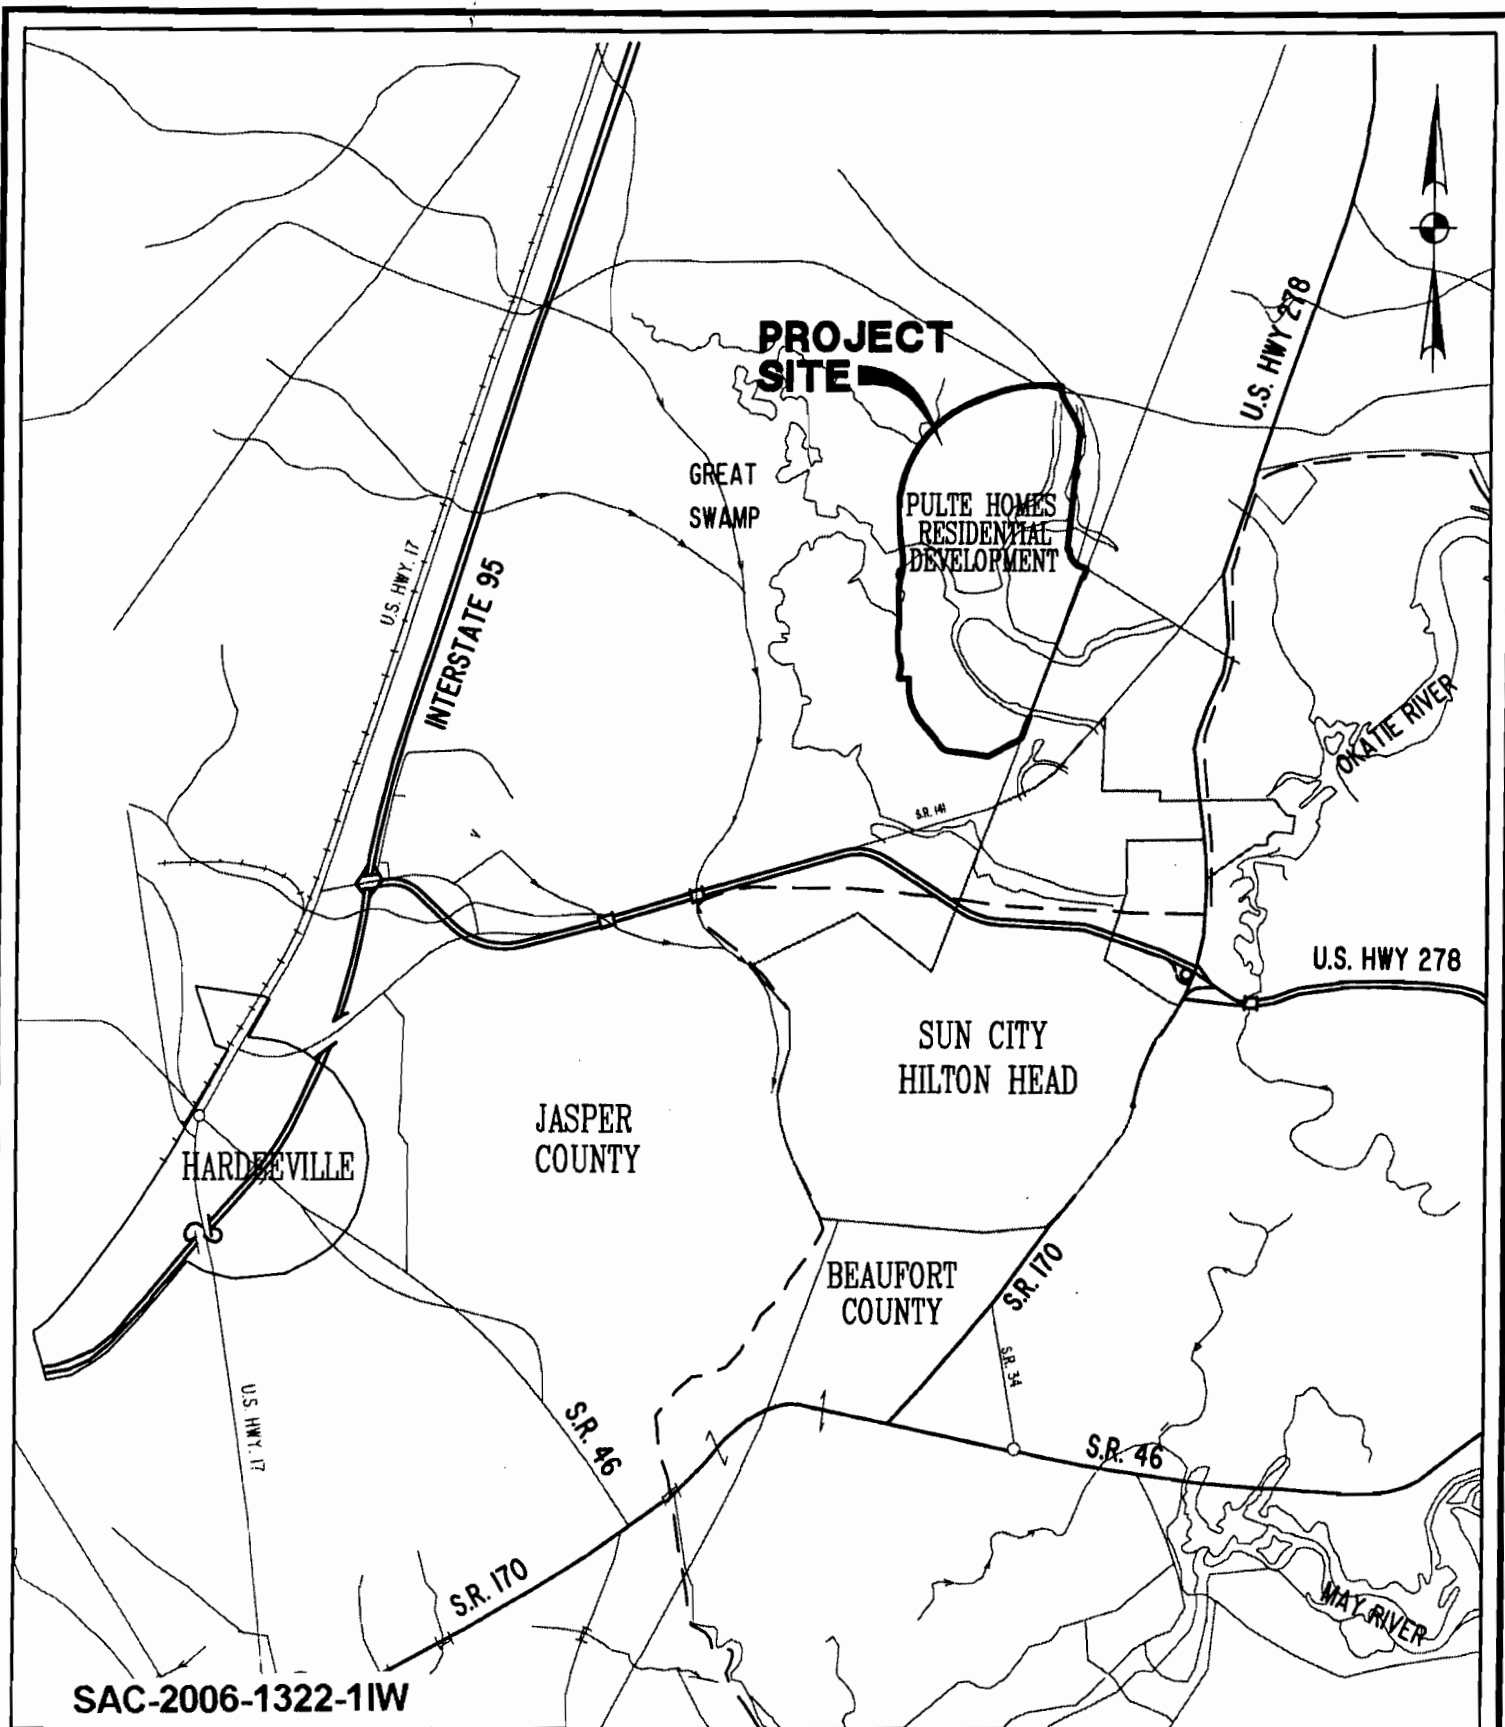 PROJECT
SITE
U.S. HWY 278
GREAT
SWAMP
PULTE HOMES
RESIDENTIAL
DEVELOPMENT
U.S. HWY. 17
INTERSTATE 95
OKATIE RIVER
S.R. 141
U.S. HWY 278
SUN CITY
HILTON HEAD
JASPER
COUNTY
HARDEEVILLE
BEAUFORT
COUNTY
S.R. 170
S.R. 34
U.S. HWY. 17
S.R. 46
S.R. 46
S.R. 170
MAY RIVER
SAC-2006-1322-1IW